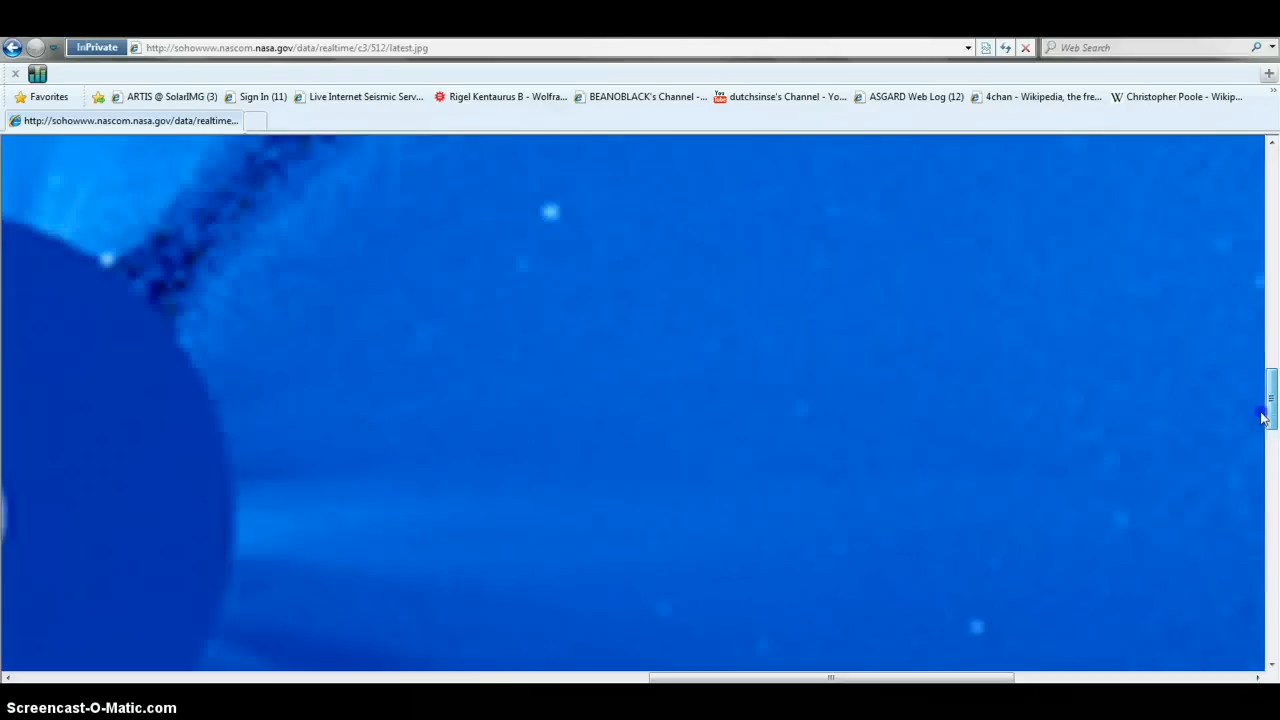 InPrivate http://sohowww.nascom.nasa.gov/data/realtime/c3/512/latest.jpg Web Search
Favorites ARTIS @ SolarIMG (3) Sign In (11) Live Internet Seismic Serv... Rigel Kentaurus B - Wolfra... BEANOBLACK's Channel -... You Tube dutchsinse's Channel - Yo... ASGARD Web Log (12) 4chan - Wikipedia, the fre... W Christopher Poole - Wikip...
http://sohowww.nascom.nasa.gov/data/realtime...
Screencast-O-Matic.com